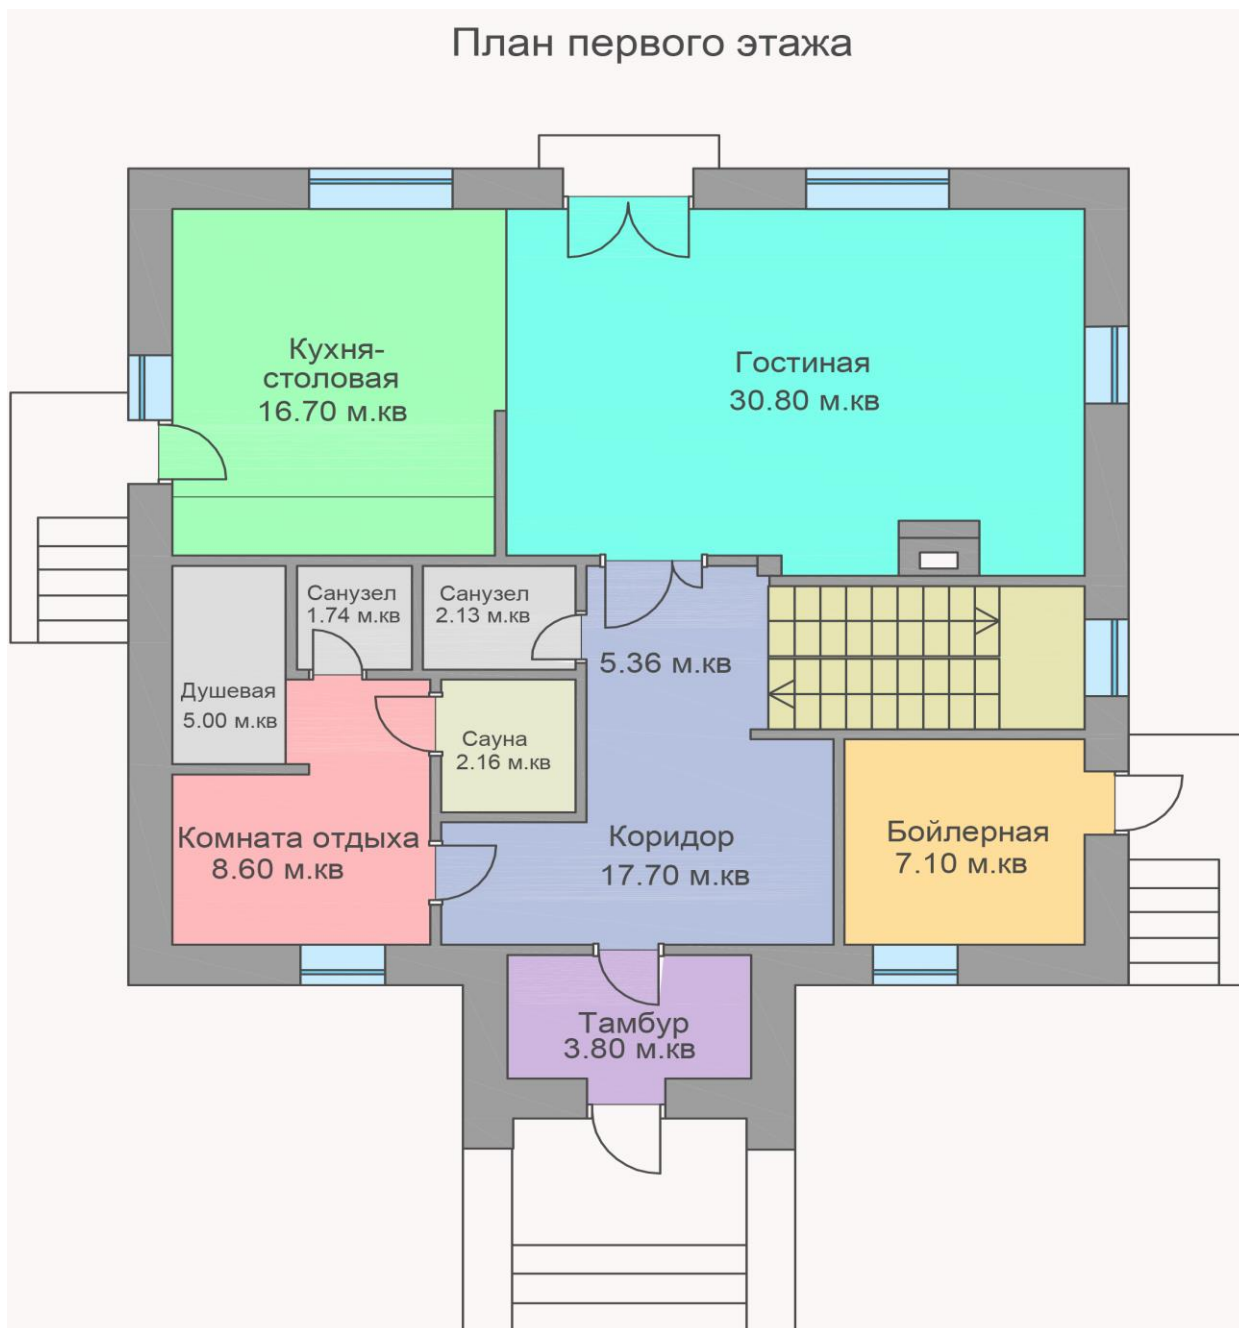 План первого этажа
Кухня-
столовая
16.70 м.кв
Гостиная
30.80 м.кв
Санузел
1.74 м.кв
Санузел
2.13 м.кв
5.36 м.кв
Душевая
5.00 м.кв
Сауна
2.16 м.кв
Комната отдыха
8.60 м.кв
Коридор
17.70 м.кв
Бойлерная
7.10 м.кв
Тамбур
3.80 м.кв